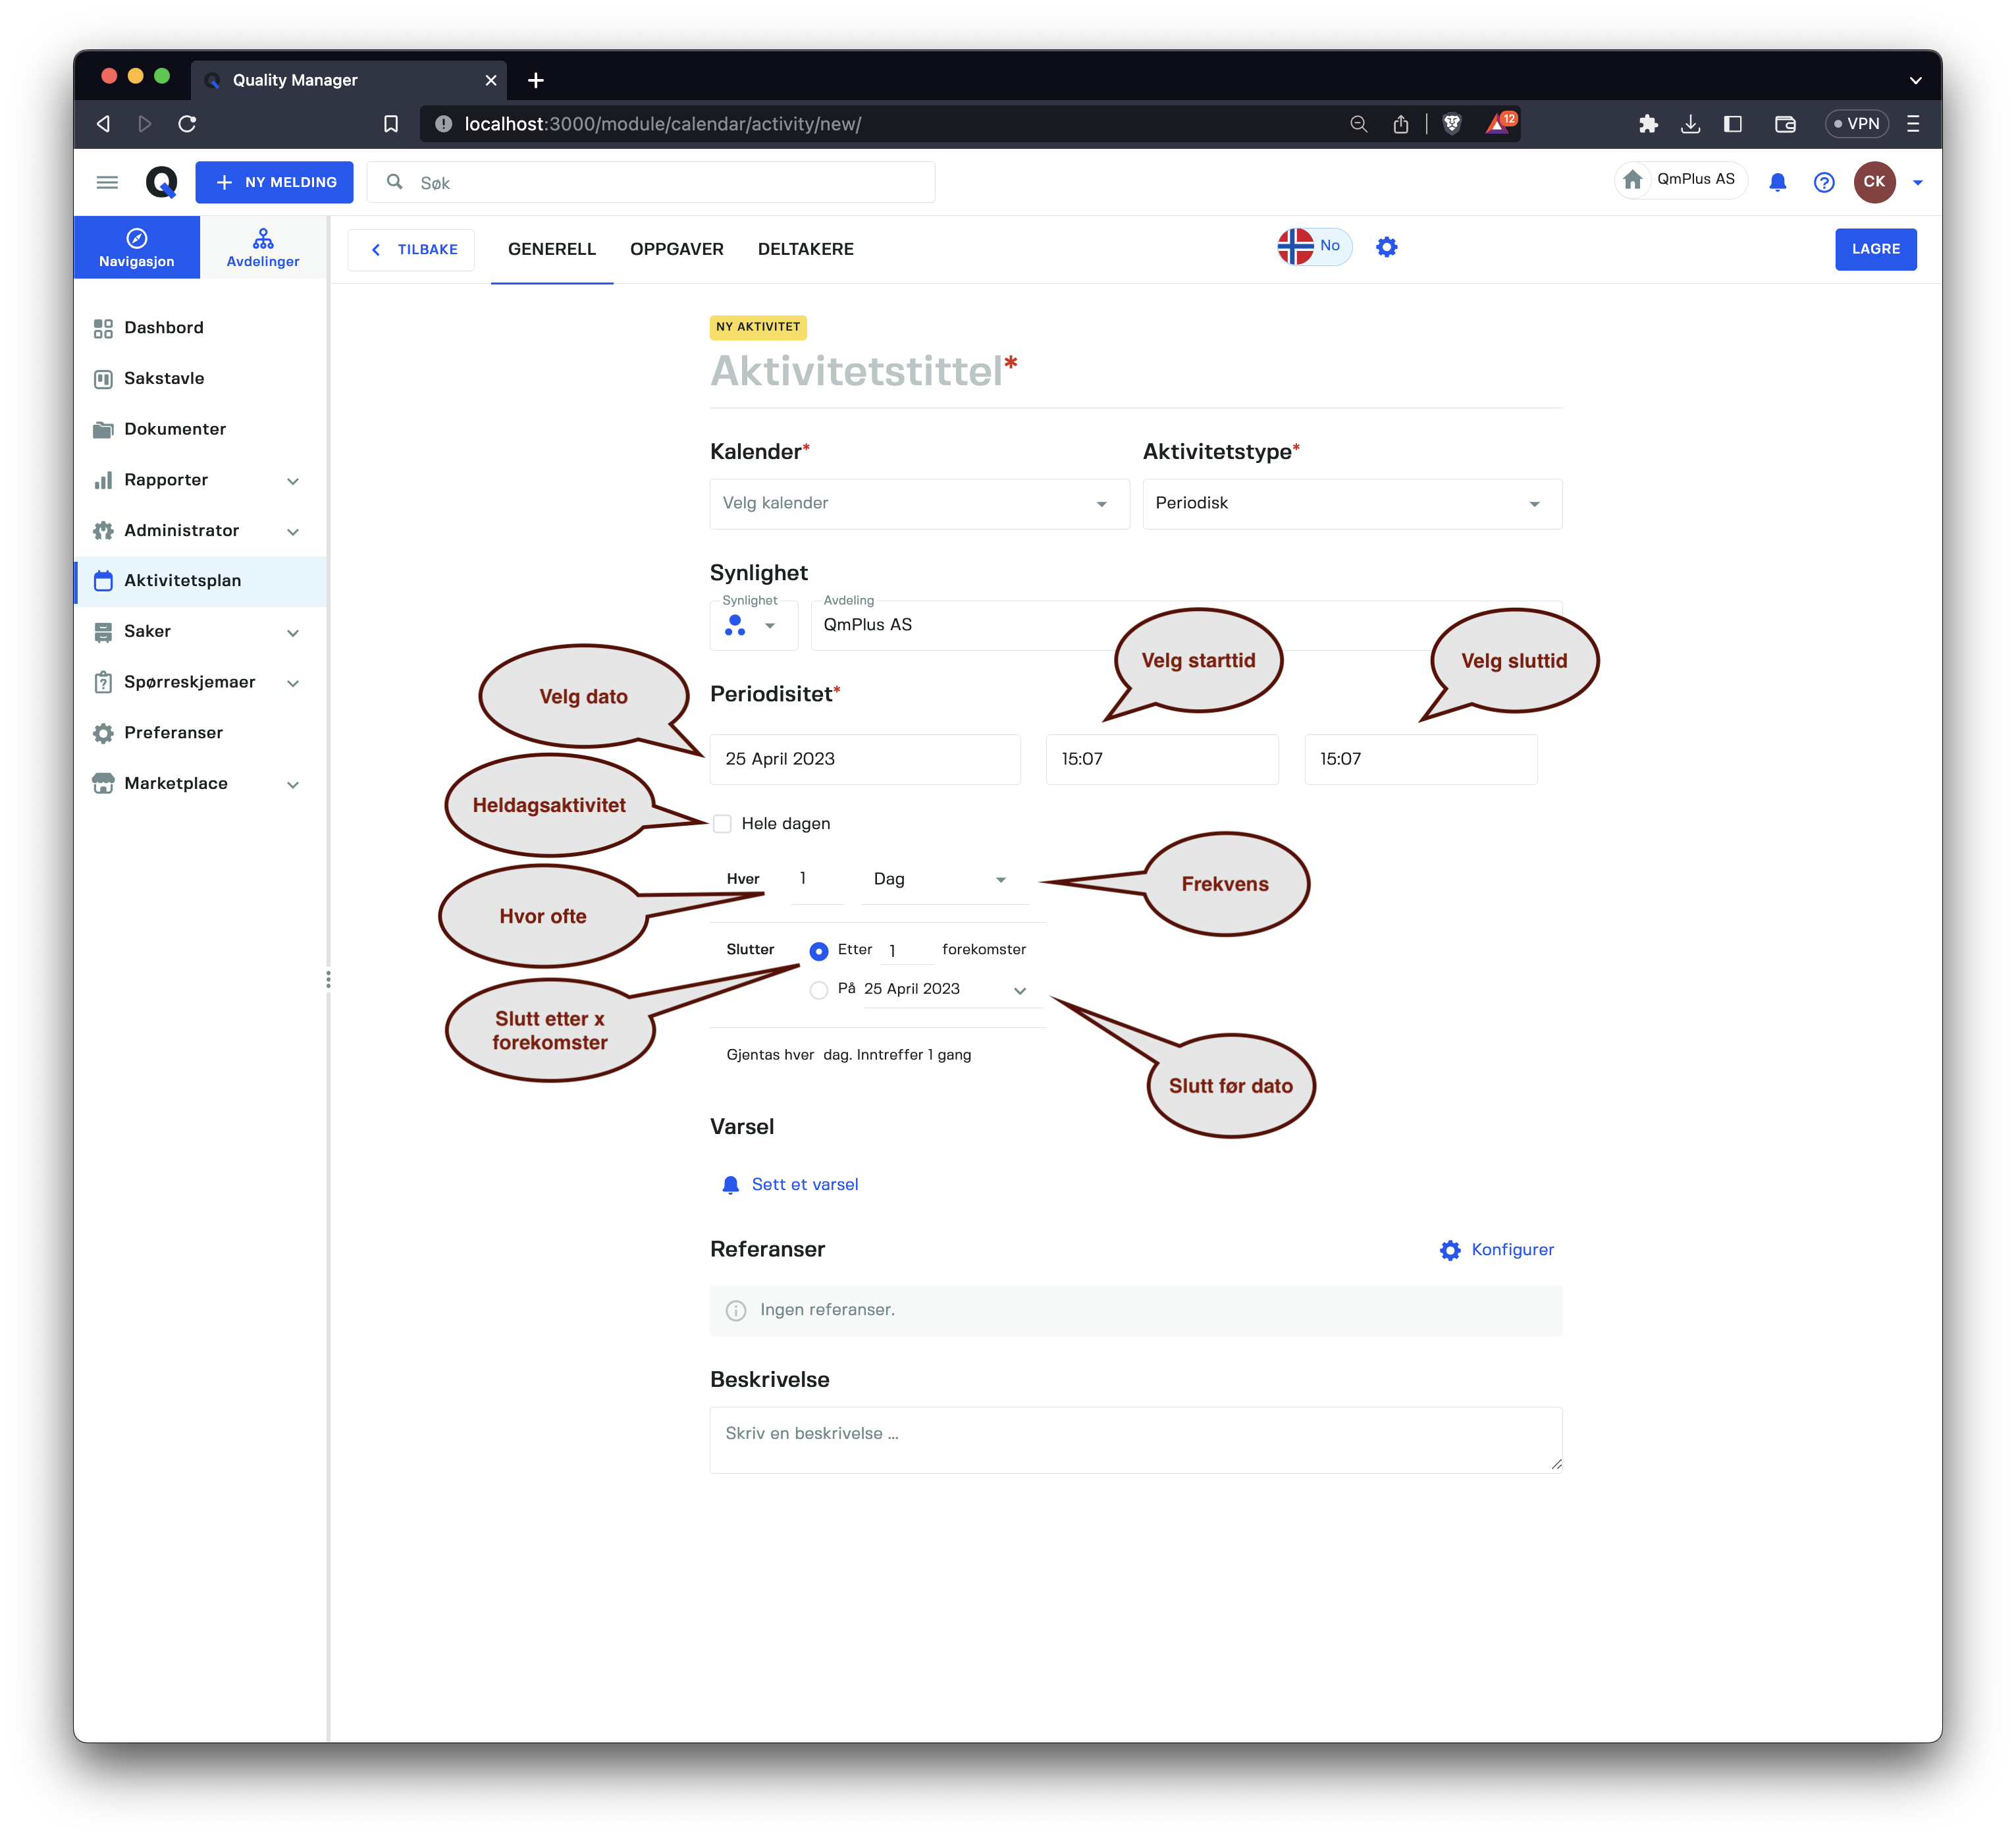 Quality Manager
localhost:3000/module/calendar/activity/new/
12
VPN
NY MELDING
Søk
QmPlus AS
CK
Navigasjon
Avdelinger
TILBAKE
GENERELL
OPPGAVER
DELTAKERE
No
LAGRE
Dashbord
Sakstavle
Dokumenter
Rapporter
Administrator
Aktivitetsplan
Saker
Spørreskjemaer
Preferanser
Marketplace
NY AKTIVITET
Aktivitetstittel*
Kalender*
Aktivitetstype*
Velg kalender
Periodisk
Synlighet
Synlighet
Avdeling
QmPlus AS
Velg starttid
Velg sluttid
Velg dato
Periodisitet*
25 April 2023
15:07
15:07
Heldagsaktivitet
Hele dagen
Hver
1
Dag
Frekvens
Hvor ofte
Slutter
Etter 1 forekomster
På 25 April 2023
Slutt etter x
forekomster
Gjentas hver dag. Inntreffer 1 gang
Slutt før dato
Varsel
Sett et varsel
Referanser
Konfigurer
Ingen referanser.
Beskrivelse
Skriv en beskrivelse ...